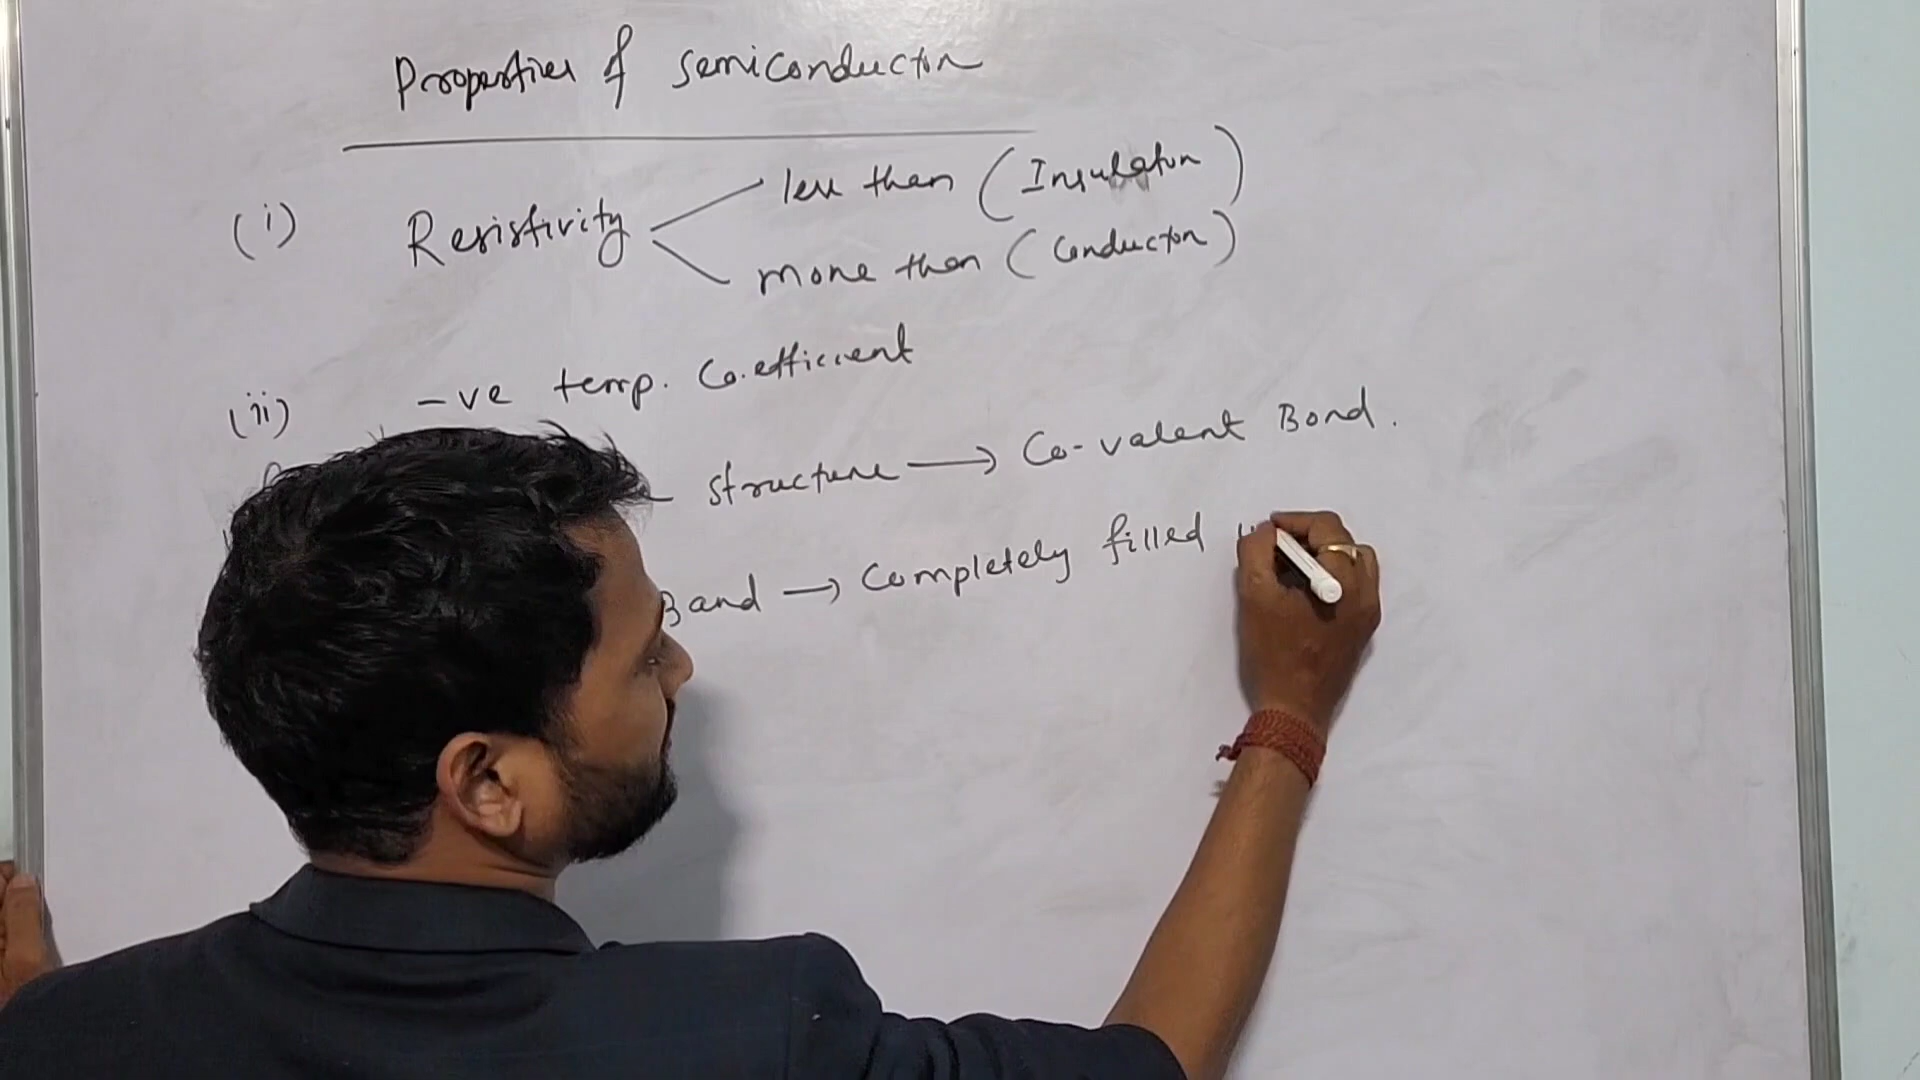 Properties of semiconductor
(i) Resistivity less than (Insulator)
more than (Conductor)
(ii) -ve temp. Co.efficient
structure → Co-valent Bond.
Band → Completely filled